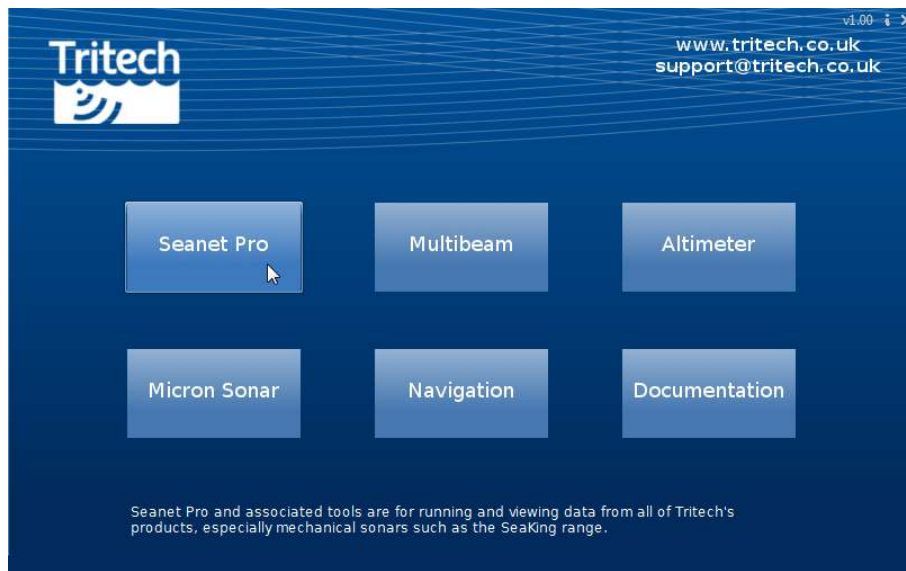 v1.00 i X
www.tritech.co.uk
support@tritech.co.uk
Tritech
Seanet Pro
Multibeam
Altimeter
Micron Sonar
Navigation
Documentation
Seanet Pro and associated tools are for running and viewing data from all of Tritech's
products, especially mechanical sonars such as the SeaKing range.